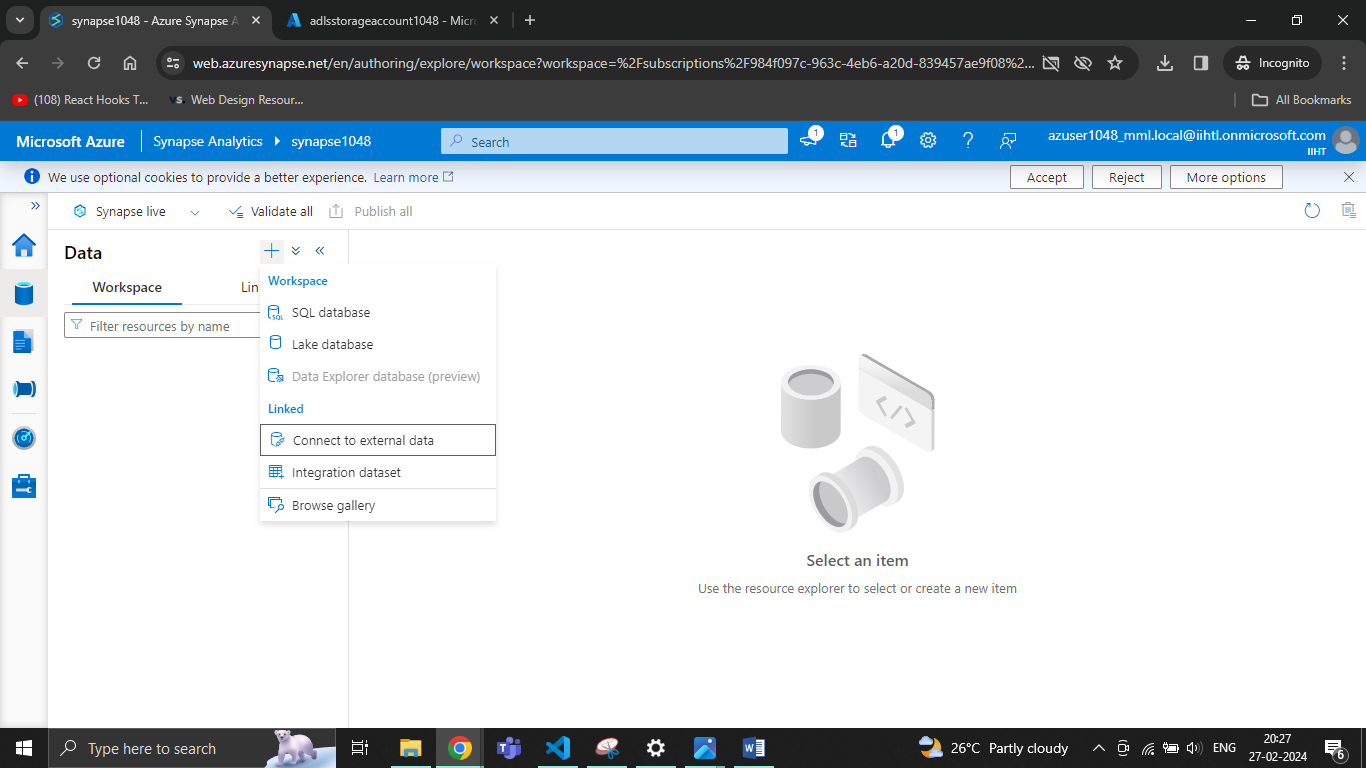 synapse1048 - Azure Synapse A
adlsstorageaccount1048 - Micr
web.azuresynapse.net/en/authoring/explore/workspace?workspace=%2Fsubscriptions%2F984f097c-963c-4eb6-a20d-839457ae9f08%2...
Incognito
(108) React Hooks T...
VS. Web Design Resour...
All Bookmarks
Microsoft Azure
Synapse Analytics
synapse1048
Search
1
1
azuser1048_mml.local@iihtl.onmicrosoft.com
IIHT
We use optional cookies to provide a better experience. Learn more
Accept
Reject
More options
Synapse live
Validate all
Publish all
Data
Workspace
Lin
Filter resources by name
Workspace
SQL database
Lake database
Data Explorer database (preview)
Linked
Connect to external data
Integration dataset
Browse gallery
Select an item
Use the resource explorer to select or create a new item
Type here to search
26°C Partly cloudy
ENG
20:27
27-02-2024
6